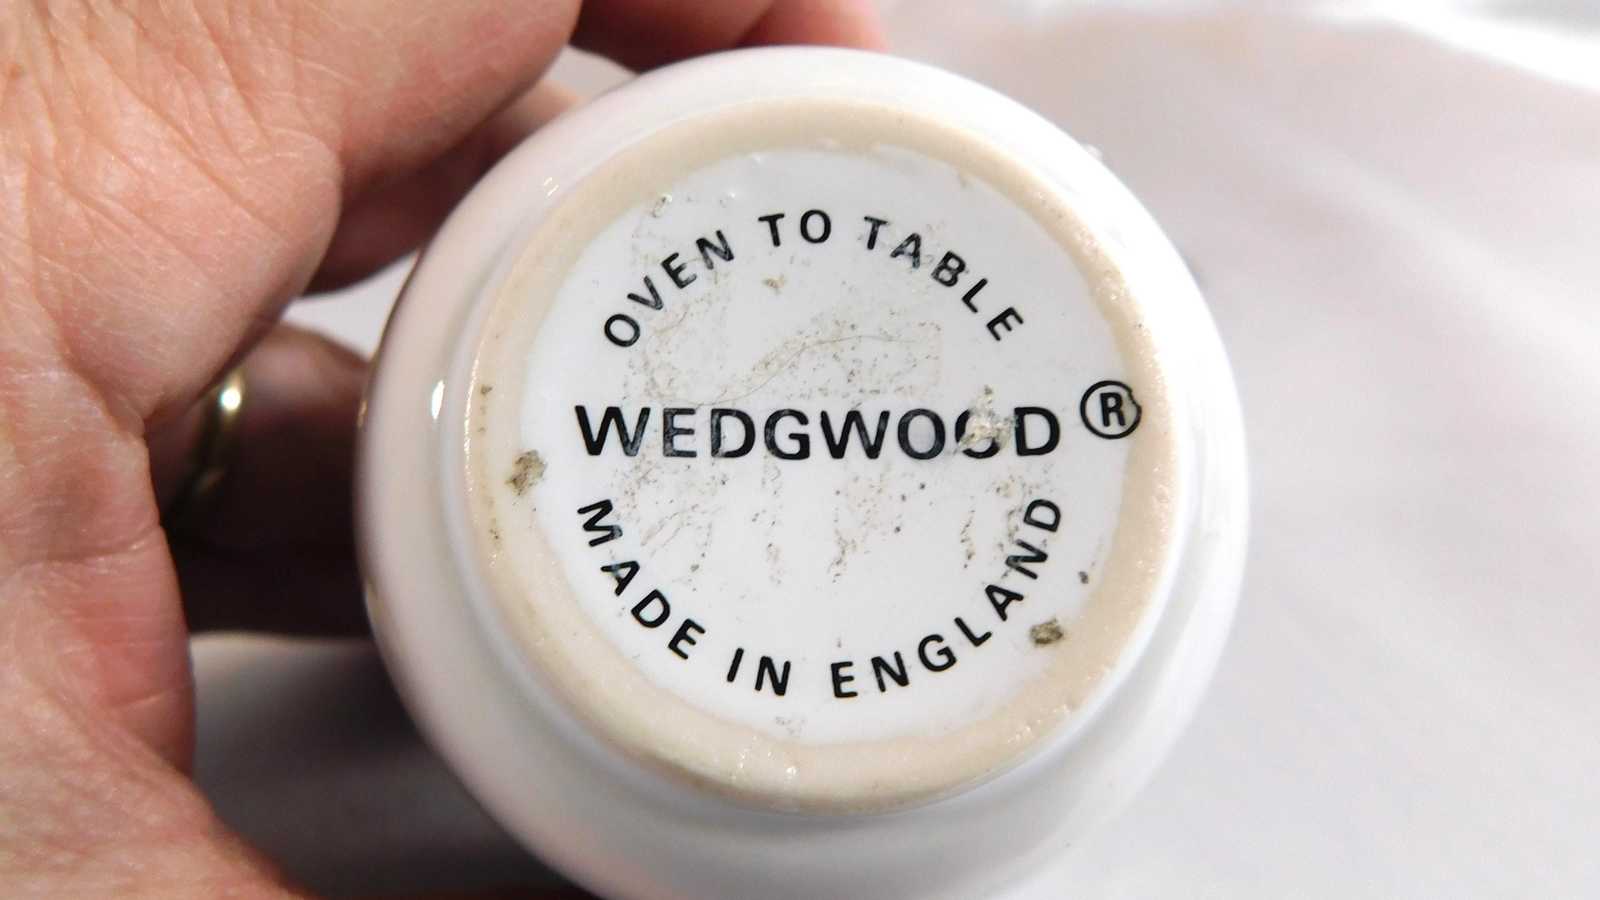 OVEN TO TABLE
WEDGWOOD ®
MADE IN ENGLAND